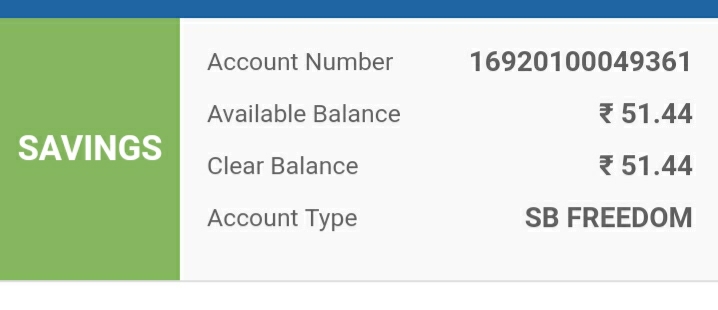 SAVINGS
Account Number 16920100049361
Available Balance ₹ 51.44
Clear Balance ₹ 51.44
Account Type SB FREEDOM